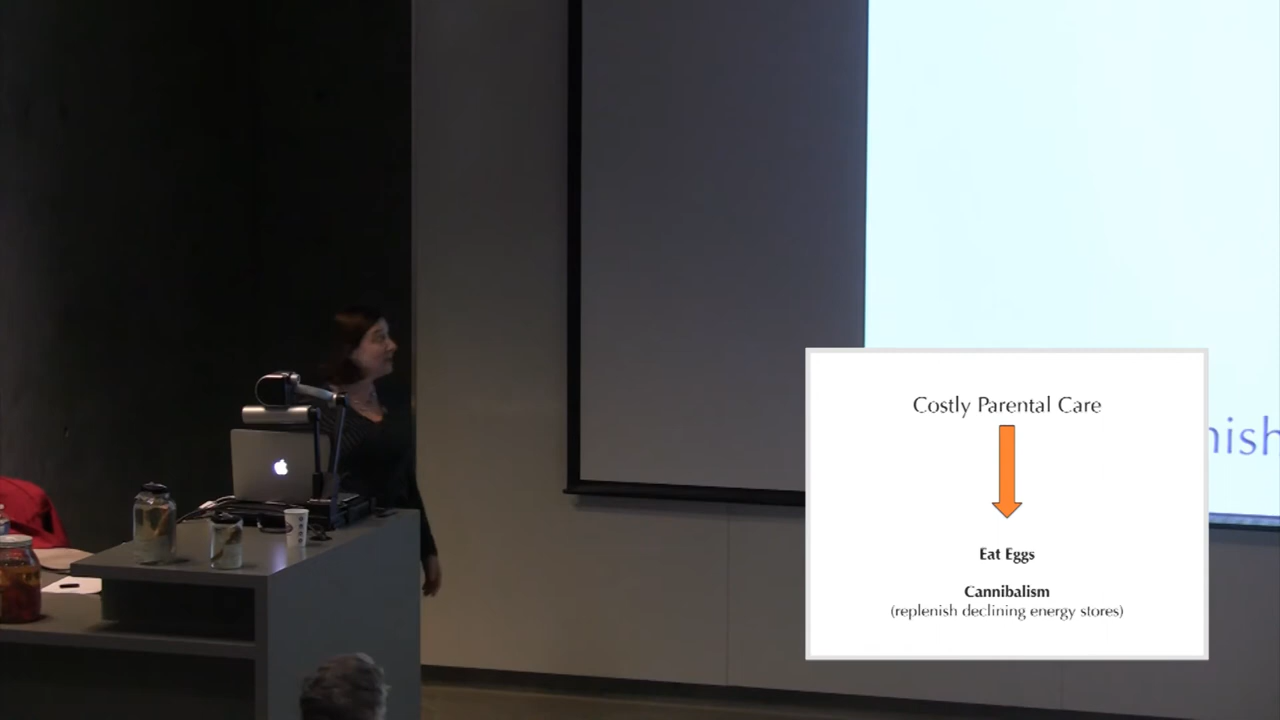 Costly Parental Care
Eat Eggs
Cannibalism
(replenish declining energy stores)
nish